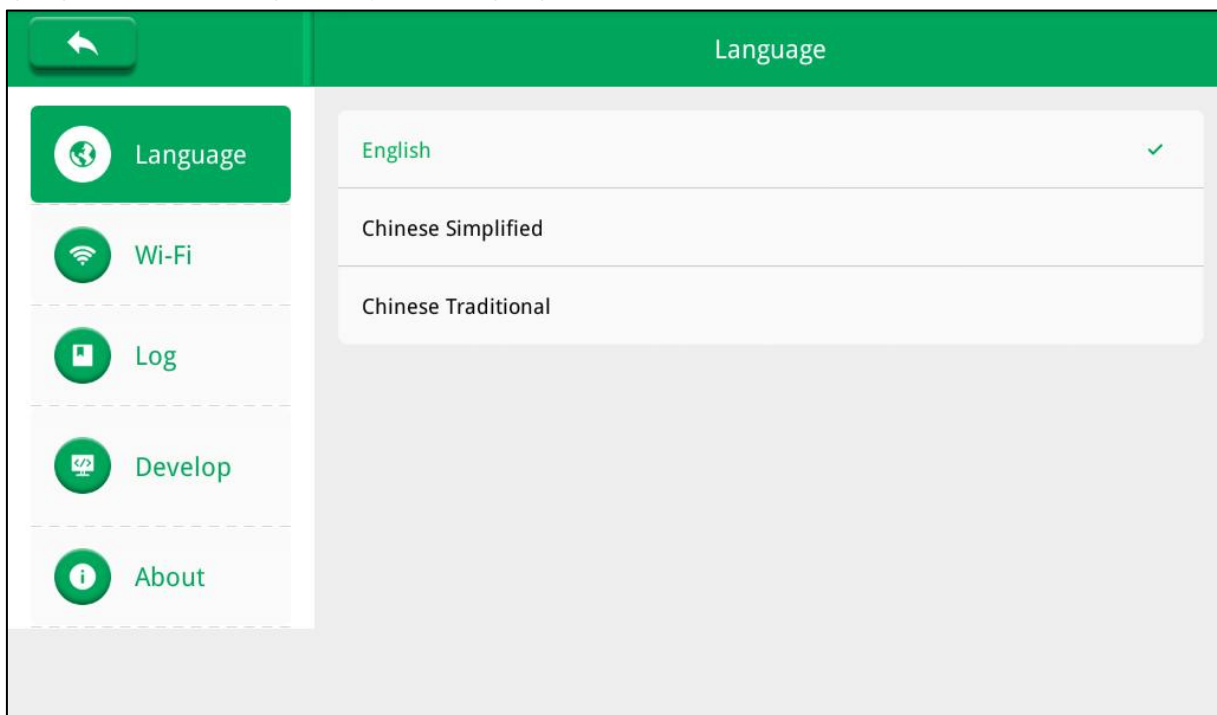 Language
Language
Wi-Fi
Log
Develop
About
English
Chinese Simplified
Chinese Traditional